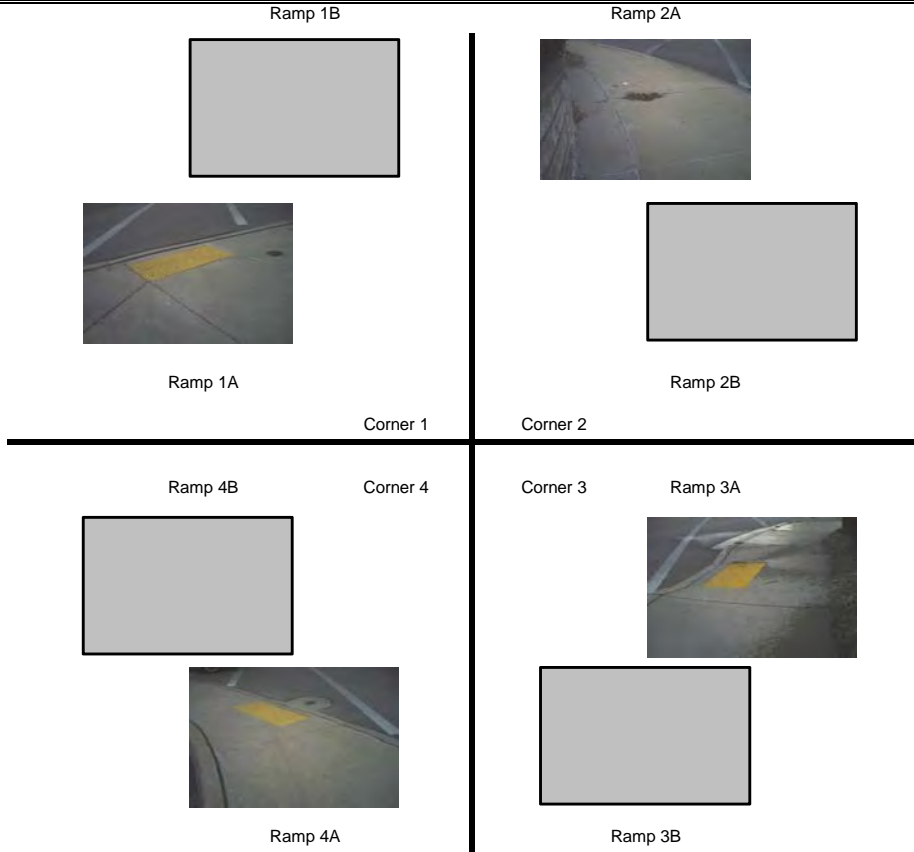 Ramp 1B
Ramp 2A
Ramp 1A
Ramp 2B
Corner 1
Corner 2
Ramp 4B
Corner 4
Corner 3
Ramp 3A
Ramp 4A
Ramp 3B